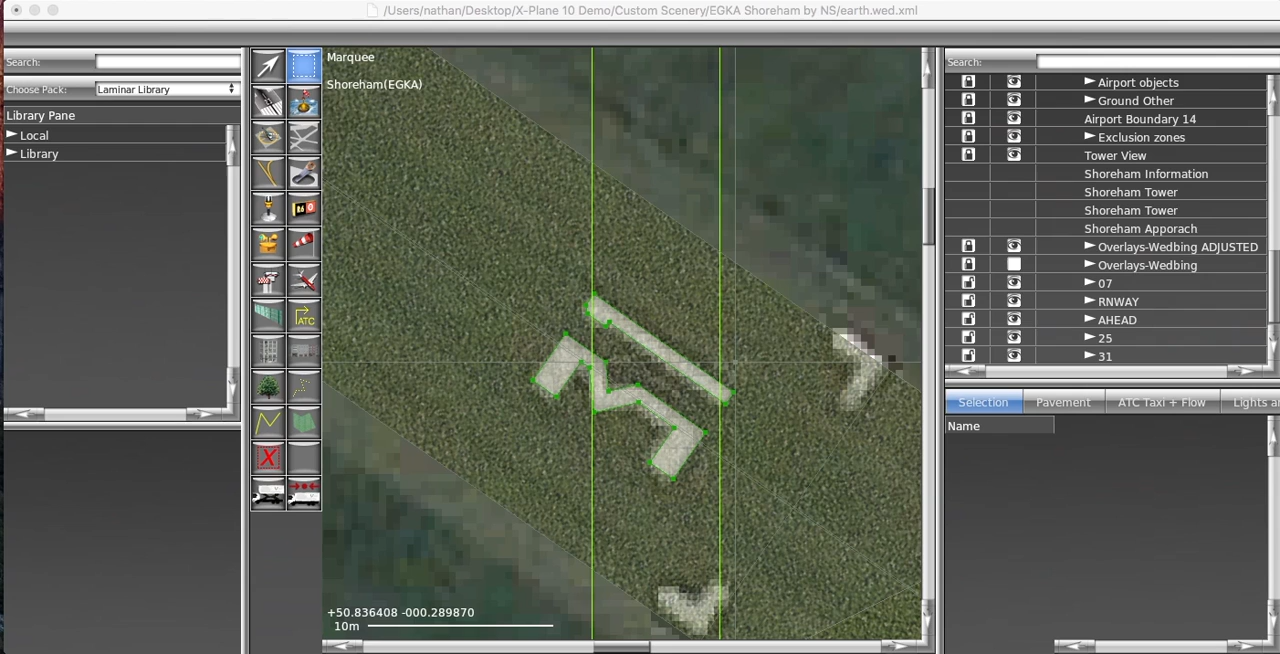 /Users/nathan/Desktop/X-Plane 10 Demo/Custom Scenery/EGKA Shoreham by NS/earth.wed.xml
Search:
Choose Pack: Laminar Library
Library Pane
Local
Library
Marquee
Shoreham(EGKA)
R6 0
ATC
X
+50.836408 -000.289870
10m
Search:
Airport objects
Ground Other
Airport Boundary 14
Exclusion zones
Tower View
Shoreham Information
Shoreham Tower
Shoreham Tower
Shoreham Apporach
Overlays-Wedbing ADJUSTED
Overlays-Wedbing
07
RNWAY
AHEAD
25
31
Selection Pavement ATC Taxi + Flow Lights a
Name